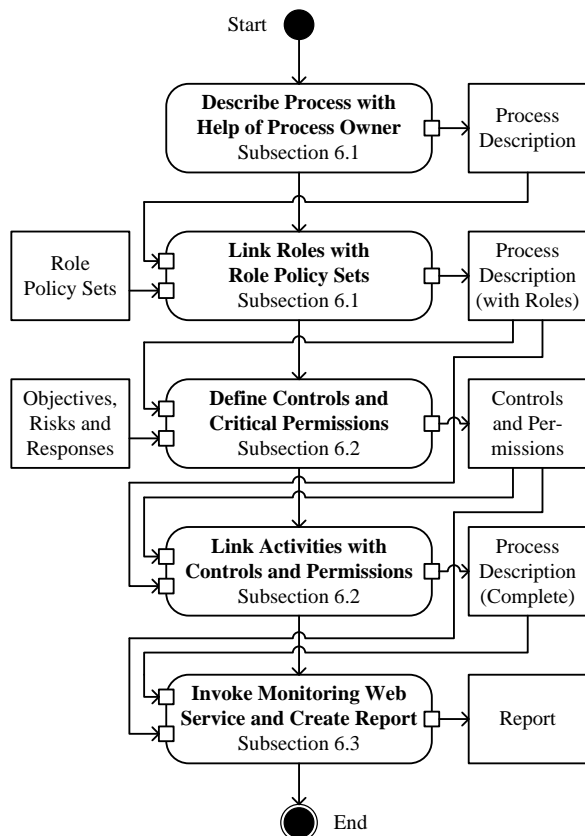 Start
Describe Process with
Help of Process Owner
Subsection 6.1
Process
Description
Role
Policy Sets
Link Roles with
Role Policy Sets
Subsection 6.1
Process
Description
(with Roles)
Objectives,
Risks and
Responses
Define Controls and
Critical Permissions
Subsection 6.2
Controls
and Per-
missions
Link Activities with
Controls and Permissions
Subsection 6.2
Process
Description
(Complete)
Invoke Monitoring Web
Service and Create Report
Subsection 6.3
Report
End